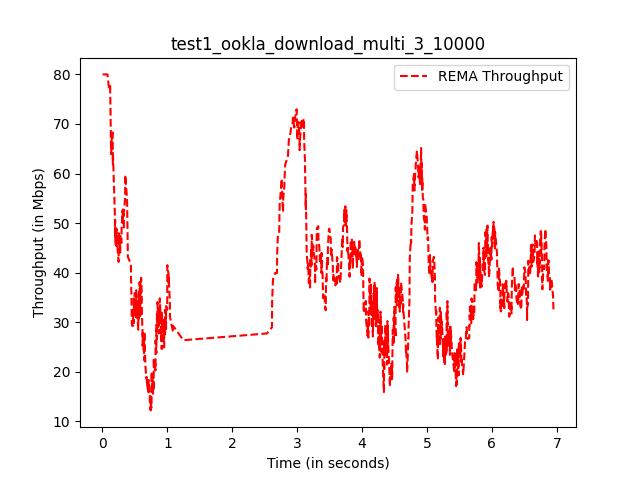 test1_ookla_download_multi_3_10000
REMA Throughput
Throughput (in Mbps)
80
70
60
50
40
30
20
10
0 1 2 3 4 5 6 7
Time (in seconds)